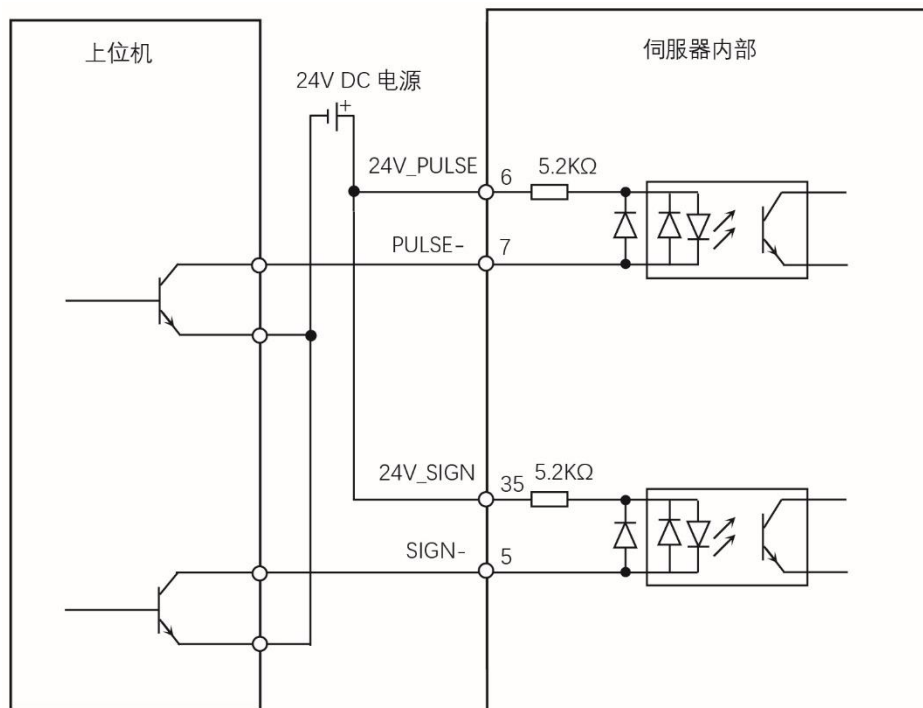 上位机
伺服器内部
24V DC 电源
+
24V_PULSE
6
5.2KΩ
PULSE-
7
24V_SIGN
35
5.2KΩ
SIGN-
5